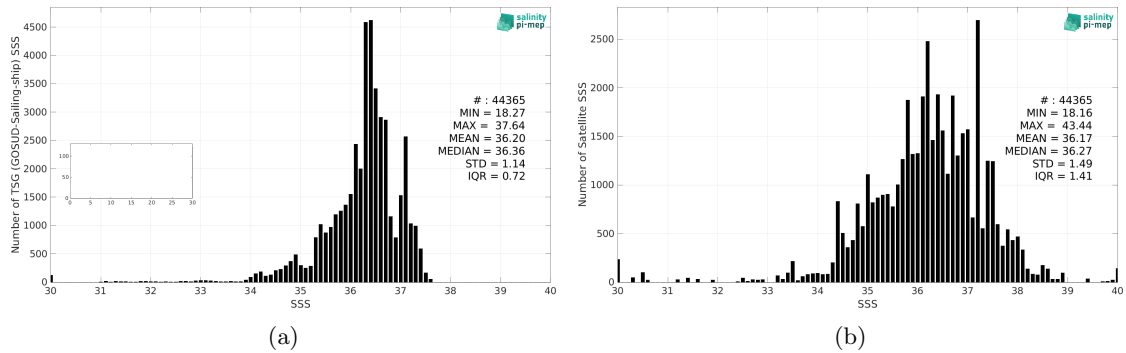 salinity
pi-mep
Number of TSG (GOSUD-Sailing-ship) SSS
4500
4000
3500
3000
2500
2000
1500
1000
500
0
# : 44365
MIN = 18.27
MAX = 37.64
MEAN = 36.20
MEDIAN = 36.36
STD = 1.14
IQR = 0.72
100
50
0
0 5 10 15 20 25 30
30 31 32 33 34 35 36 37 38 39 40
SSS
(a)
salinity
pi-mep
Number of Satellite SSS
2500
2000
1500
1000
500
0
# : 44365
MIN = 18.16
MAX = 43.44
MEAN = 36.17
MEDIAN = 36.27
STD = 1.49
IQR = 1.41
30 31 32 33 34 35 36 37 38 39 40
SSS
(b)